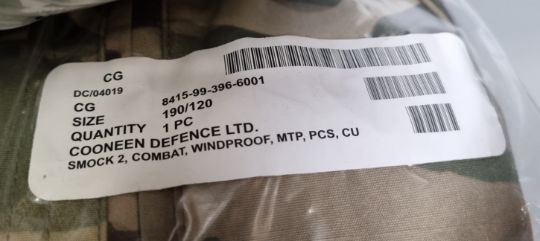 CG
DC/04019
CG 8415-99-396-6001
SIZE 190/120
QUANTITY 1 PC
COONEEN DEFENCE LTD.
SMOCK 2, COMBAT, WINDPROOF, MTP, PCS, CU